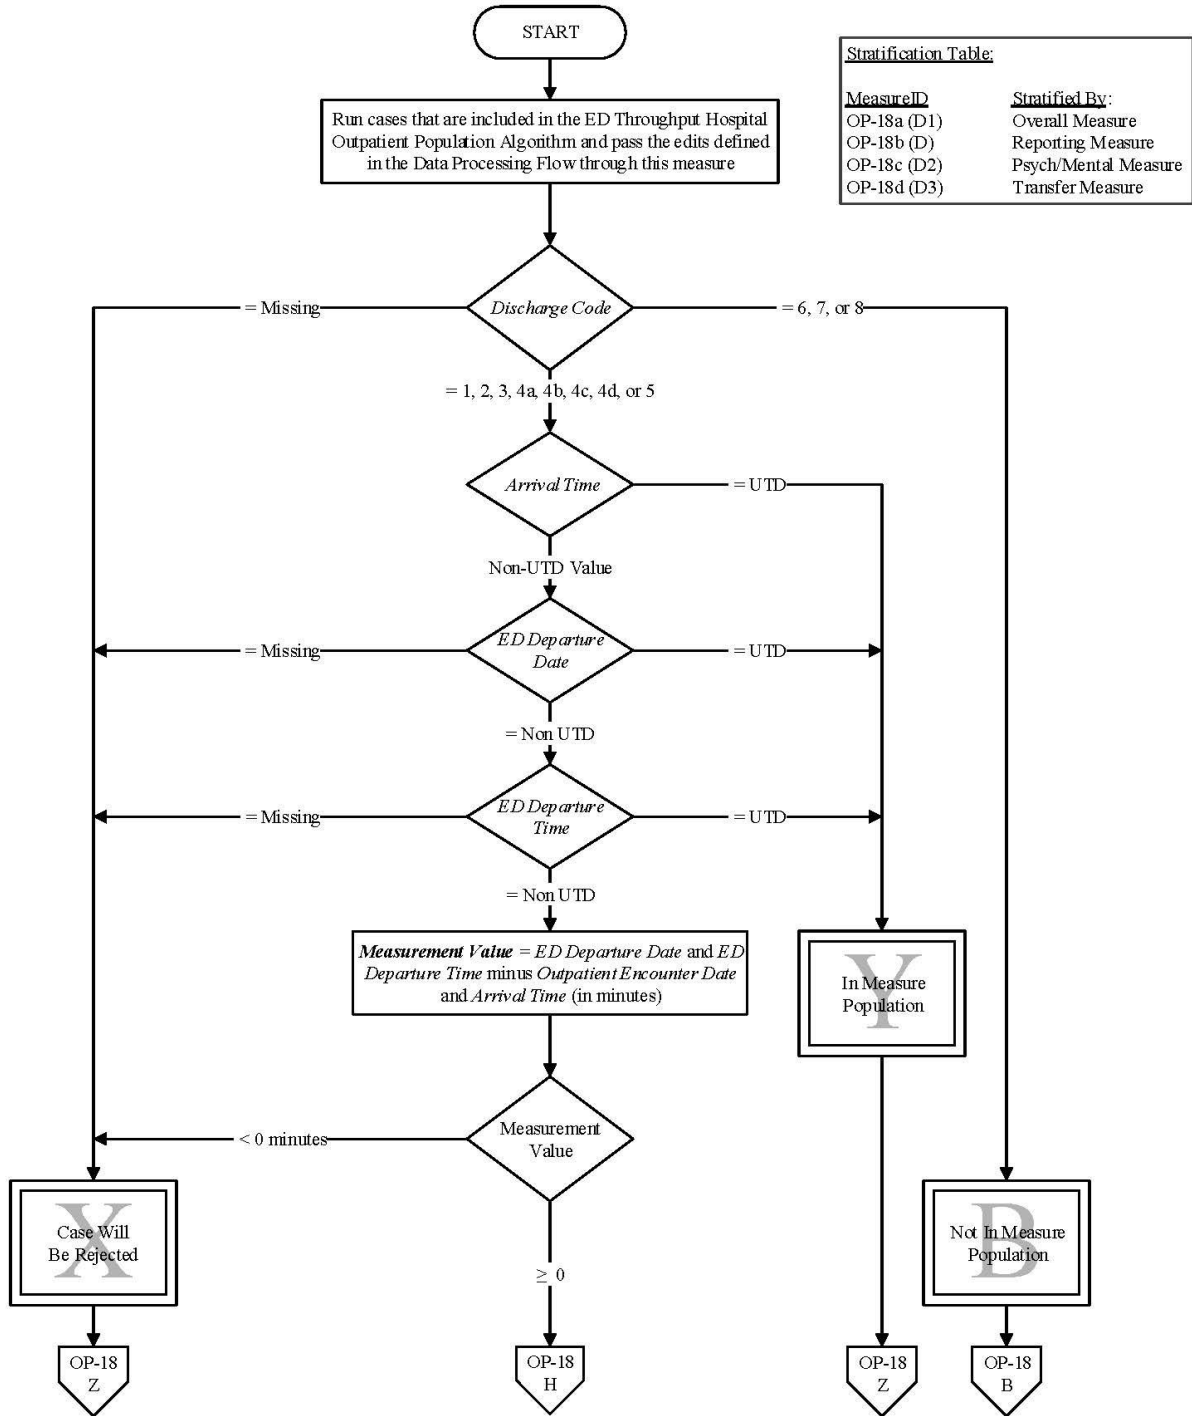 START
Stratification Table:
MeasureID Stratified By:
OP-18a (D1) Overall Measure
OP-18b (D) Reporting Measure
OP-18c (D2) Psych/Mental Measure
OP-18d (D3) Transfer Measure
Run cases that are included in the ED Throughput Hospital
Outpatient Population Algorithm and pass the edits defined
in the Data Processing Flow through this measure
= Missing
Discharge Code
= 6, 7, or 8
= 1, 2, 3, 4a, 4b, 4c, 4d, or 5
Arrival Time
= UTD
Non-UTD Value
= Missing
ED Departure
Date
= UTD
= Non UTD
= Missing
ED Departure
Time
= UTD
= Non UTD
Measurement Value = ED Departure Date and ED
Departure Time minus Outpatient Encounter Date
and Arrival Time (in minutes)
Y
In Measure
Population
< 0 minutes
Measurement
Value
X
Case Will
Be Rejected
≥ 0
B
Not In Measure
Population
OP-18
Z
OP-18
H
OP-18
Z
OP-18
B